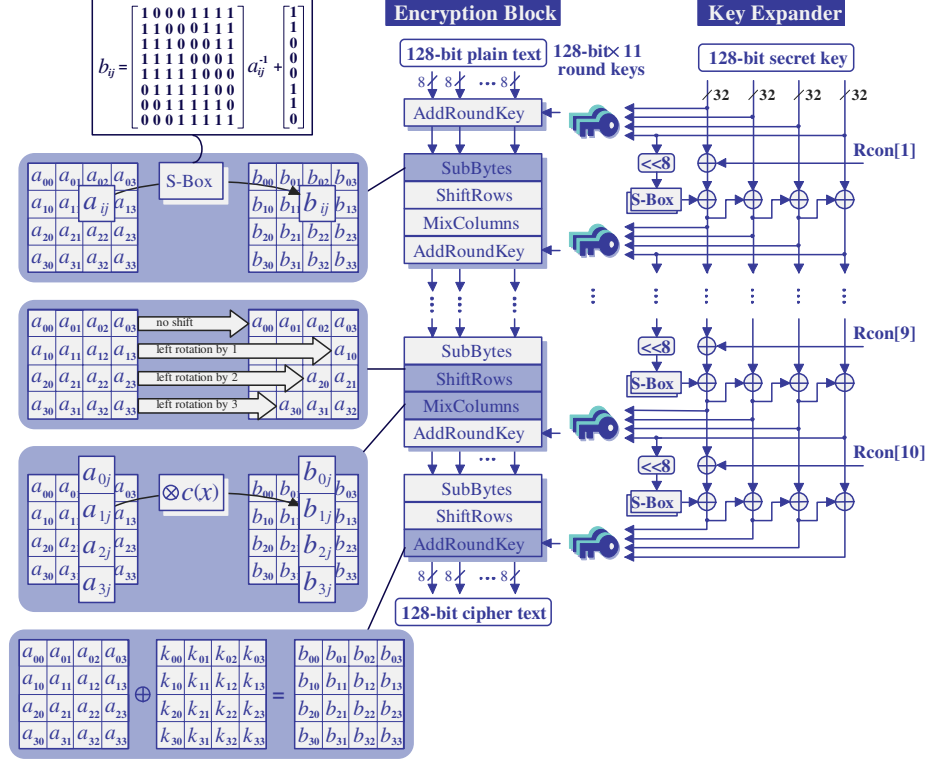 b_ij = [1 0 0 0 1 1 1 1] a_ij^-1 + [1]
[1 1 0 0 0 1 1 1] [1]
[1 1 1 0 0 0 1 1] [0]
[1 1 1 1 0 0 0 1] [0]
[1 1 1 1 1 0 0 0] [0]
[0 1 1 1 1 1 0 0] [1]
[0 0 1 1 1 1 1 0] [1]
[0 0 0 1 1 1 1 1] [0]
a00 a01 a02 a03 S-Box b00 b01 b02 b03
a10 a1 a_ij a13 b10 b1 b_ij b13
a20 a21 a22 a23 b20 b21 b22 b23
a30 a31 a32 a33 b30 b31 b32 b33
a00 a01 a02 a03 no shift a00 a01 a02 a03
a10 a11 a12 a13 left rotation by 1 a10
a20 a21 a22 a23 left rotation by 2 a20 a21
a30 a31 a32 a33 left rotation by 3 a30 a31 a32
a00 a0 a0j a03 ⊗c(x) b00 b0 b0j b03
a10 a1 a1j a13 b10 b1 b1j b13
a20 a2 a2j a23 b20 b2 b2j b23
a30 a3 a3j a33 b30 b3 b3j b33
a00 a01 a02 a03 k00 k01 k02 k03 b00 b01 b02 b03
a10 a11 a12 a13 ⊕ k10 k11 k12 k13 = b10 b11 b12 b13
a20 a21 a22 a23 k20 k21 k22 k23 b20 b21 b22 b23
a30 a31 a32 a33 k30 k31 k32 k33 b30 b31 b32 b33
Encryption Block
128-bit plain text
8 8 ... 8
AddRoundKey
SubBytes
ShiftRows
MixColumns
AddRoundKey
SubBytes
ShiftRows
MixColumns
AddRoundKey
...
SubBytes
ShiftRows
AddRoundKey
8 8 ... 8
128-bit cipher text
128-bit×11
round keys
Key Expander
128-bit secret key
32 32 32 32
<<8
Rcon[1]
S-Box
<<8
Rcon[9]
S-Box
<<8
Rcon[10]
S-Box